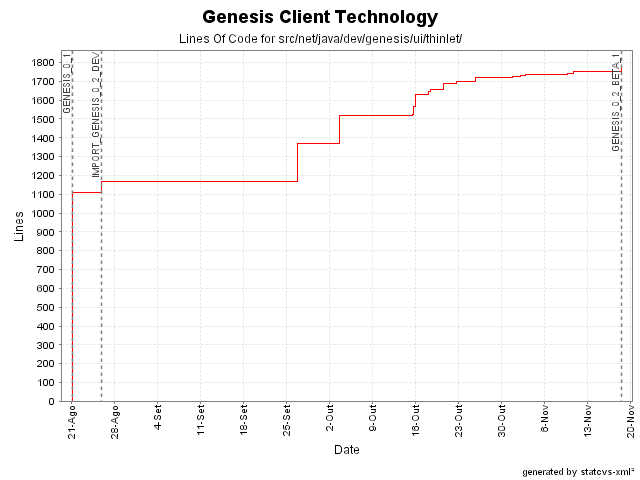 Genesis Client Technology
Lines Of Code for src/net/java/dev/genesis/ui/thinlet/
1800
1700
1600
1500
1400
1300
1200
1100
1000
900
800
700
600
500
400
300
200
100
0
Lines
GENESIS_0_1
IMPORT_GENESIS_0_2_DEV
GENESIS_0_2_BETA_1
21-Ago
28-Ago
4-Set
11-Set
18-Set
25-Set
2-Out
9-Out
16-Out
23-Out
30-Out
6-Nov
13-Nov
20-Nov
Date
generated by statcvs-xml²